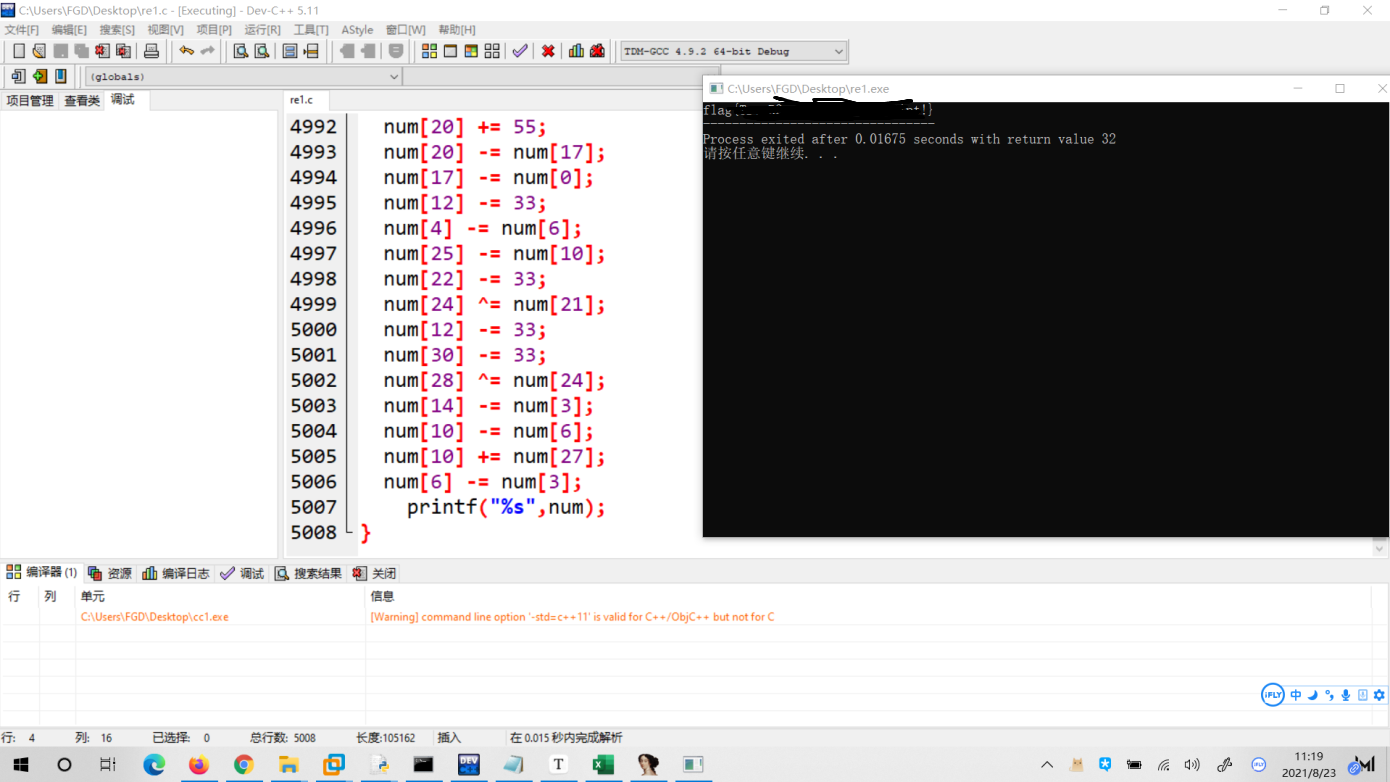 C:\Users\FGD\Desktop\re1.c - [Executing] - Dev-C++ 5.11
文件[F] 编辑[E] 搜索[S] 视图[V] 项目[P] 运行[R] 工具[T] AStyle 窗口[W] 帮助[H]
TDM-GCC 4.9.2 64-bit Debug
(globals)
项目管理 查看类 调试
re1.c
4992 num[20] += 55;
4993 num[20] -= num[17];
4994 num[17] -= num[0];
4995 num[12] -= 33;
4996 num[4] -= num[6];
4997 num[25] -= num[10];
4998 num[22] -= 33;
4999 num[24] ^= num[21];
5000 num[12] -= 33;
5001 num[30] -= 33;
5002 num[28] ^= num[24];
5003 num[14] -= num[3];
5004 num[10] -= num[6];
5005 num[10] += num[27];
5006 num[6] -= num[3];
5007 printf("%s",num);
5008 }
C:\Users\FGD\Desktop\re1.exe
flag{
--------------------------------
Process exited after 0.01675 seconds with return value 32
请按任意键继续. . .
编译器 (1) 资源 编译日志 调试 搜索结果 关闭
行 列 单元 信息
C:\Users\FGD\Desktop\cc1.exe [Warning] command line option '-std=c++11' is valid for C++/ObjC++ but not for C
iFLY 中
行: 4 列: 16 已选择: 0 总行数: 5008 长度:105162 插入 在 0.015 秒内完成解析
11:19
2021/8/23